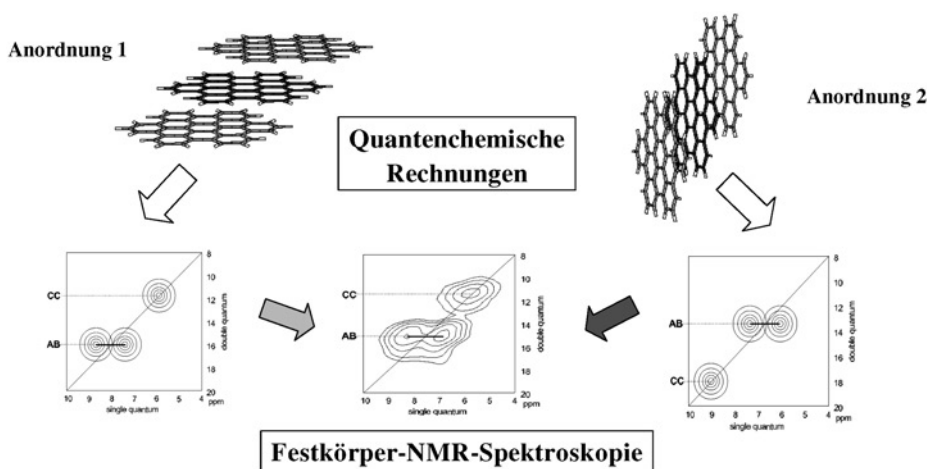 Anordnung 1
Anordnung 2
Quantenchemische
Rechnungen
CC
AB
8
10
12
14
16
18
20
ppm
double quantum
10 9 8 7 6 5 4
single quantum
CC
AB
8
10
12
14
16
18
20
ppm
double quantum
10 9 8 7 6 5 4
single quantum
AB
CC
8
10
12
14
16
18
20
ppm
double quantum
10 9 8 7 6 5 4
single quantum
Festkörper-NMR-Spektroskopie